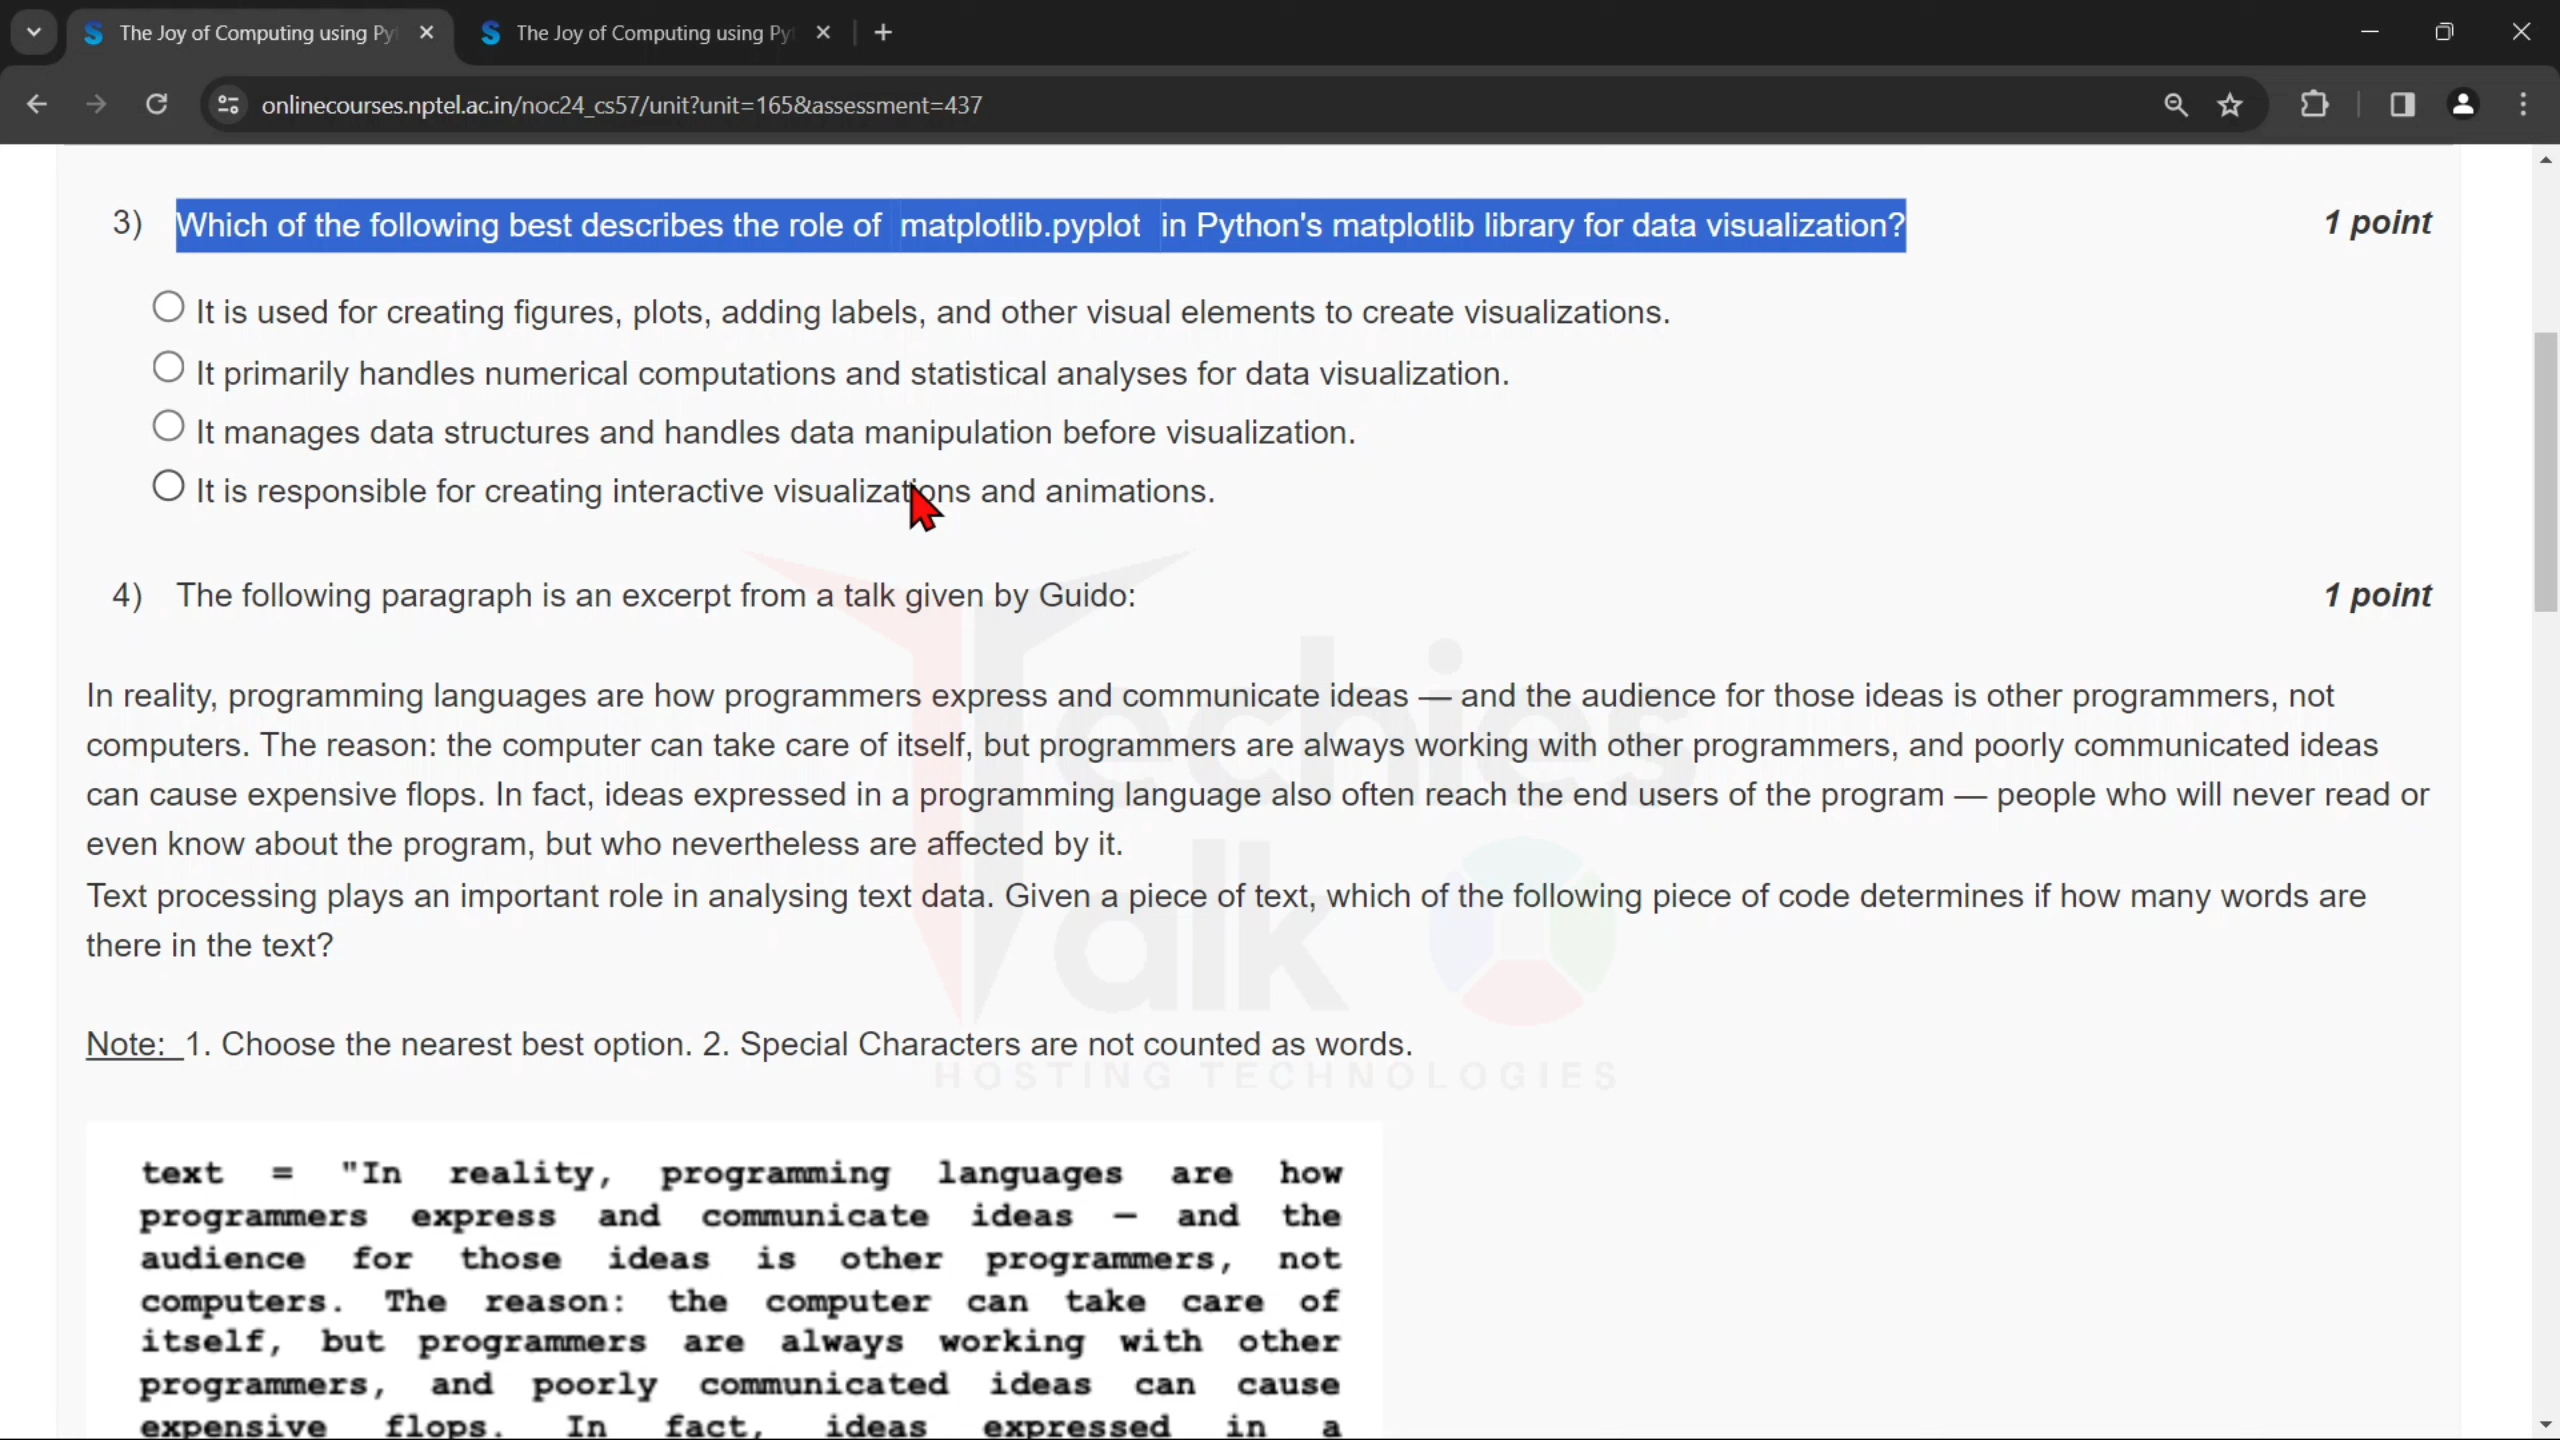 The Joy of Computing using Py
The Joy of Computing using Py
onlinecourses.nptel.ac.in/noc24_cs57/unit?unit=165&assessment=437
3) Which of the following best describes the role of matplotlib.pyplot in Python's matplotlib library for data visualization? 1 point
It is used for creating figures, plots, adding labels, and other visual elements to create visualizations.
It primarily handles numerical computations and statistical analyses for data visualization.
It manages data structures and handles data manipulation before visualization.
It is responsible for creating interactive visualizations and animations.
4) The following paragraph is an excerpt from a talk given by Guido: 1 point
In reality, programming languages are how programmers express and communicate ideas — and the audience for those ideas is other programmers, not
computers. The reason: the computer can take care of itself, but programmers are always working with other programmers, and poorly communicated ideas
can cause expensive flops. In fact, ideas expressed in a programming language also often reach the end users of the program — people who will never read or
even know about the program, but who nevertheless are affected by it.
Text processing plays an important role in analysing text data. Given a piece of text, which of the following piece of code determines if how many words are
there in the text?
Note: 1. Choose the nearest best option. 2. Special Characters are not counted as words.
Techies
Talk
HOSTING TECHNOLOGIES
text = "In reality, programming languages are how
programmers express and communicate ideas — and the
audience for those ideas is other programmers, not
computers. The reason: the computer can take care of
itself, but programmers are always working with other
programmers, and poorly communicated ideas can cause
expensive flops. In fact, ideas expressed in a